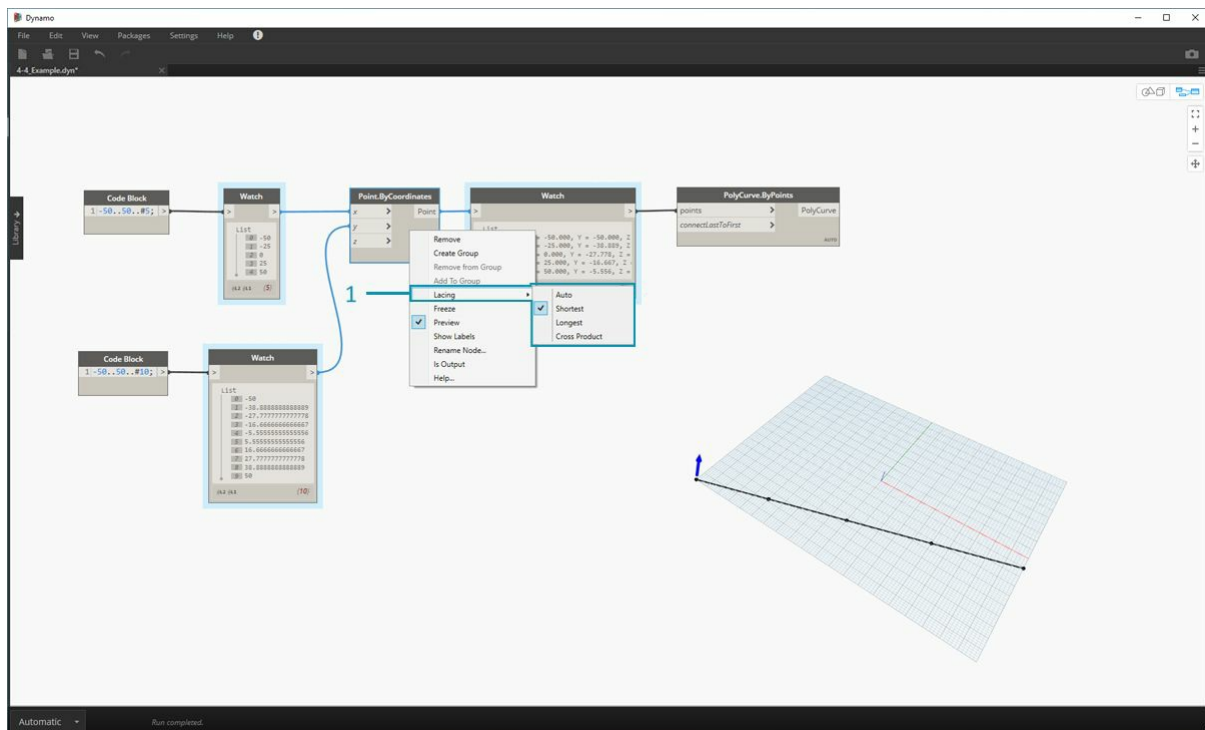 Dynamo
File Edit View Packages Settings Help
4-4_Example.dyn*
Library
Code Block
1 -50..50..#5; >
Watch
> >
List
0 -50
1 -25
2 0
3 25
4 50
@L2 @L1 {5}
Point.ByCoordinates
x > Point
y >
z >
Watch
> >
List
= -50.000, Y = -50.000, Z
= -25.000, Y = -38.889, Z
= 0.000, Y = -27.778, Z =
25.000, Y = -16.667, Z =
50.000, Y = -5.556, Z =
PolyCurve.ByPoints
points > PolyCurve
connectLastToFirst >
AUTO
1
Remove
Create Group
Remove from Group
Add To Group
Lacing
Freeze
Preview
Show Labels
Rename Node...
Is Output
Help...
Auto
Shortest
Longest
Cross Product
Code Block
1 -50..50..#10; >
Watch
> >
List
0 -50
1 -38.8888888888889
2 -27.7777777777778
3 -16.6666666666667
4 -5.55555555555556
5 5.55555555555556
6 16.6666666666667
7 27.7777777777778
8 38.8888888888889
9 50
@L2 @L1 {10}
Automatic
Run completed.